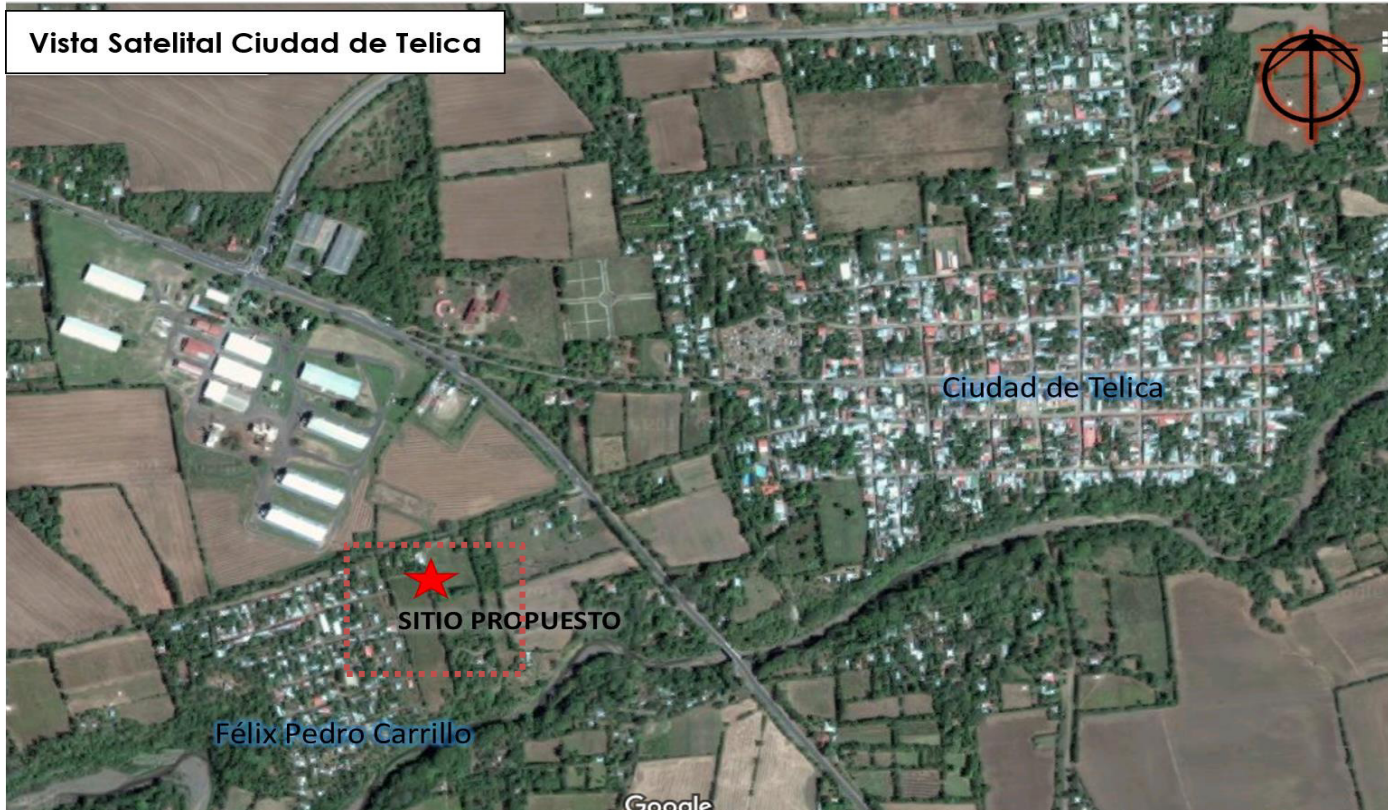 Vista Satelital Ciudad de Telica
Ciudad de Telica
SITIO PROPUESTO
Félix Pedro Carrillo
Google